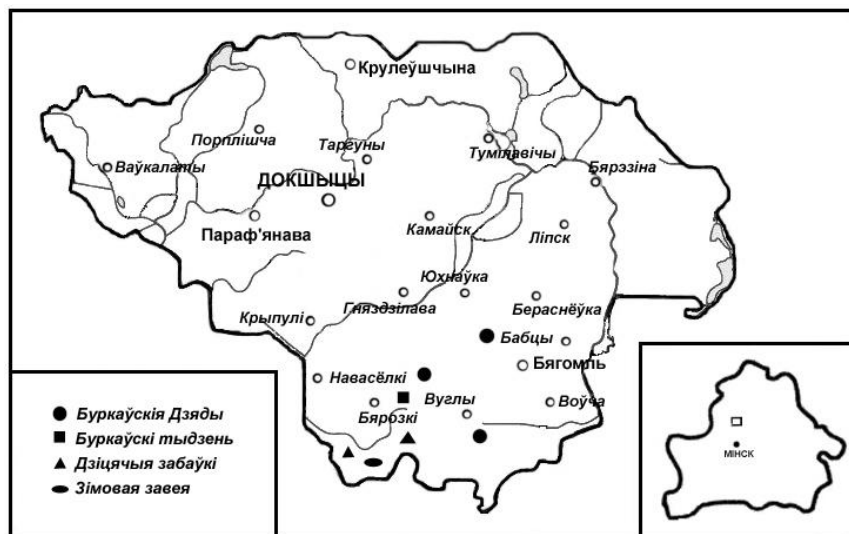 Крулеўшчына
Порплішча
Таргуны
Тумілавічы
Ваўкалаты
Бярэзіна
ДОКШЫЦЫ
Параф'янава
Камайск
Ліпск
Юхнаўка
Гняздзілава
Бераснёўка
Крыпулі
Бабцы
Бягомль
Навасёлкі
Вуглы
Воўча
Бярозкі
Буркаўскія Дзяды
Буркаўскі тыдзень
Дзіцячыя забаўкі
Зімовая завея
МІНСК